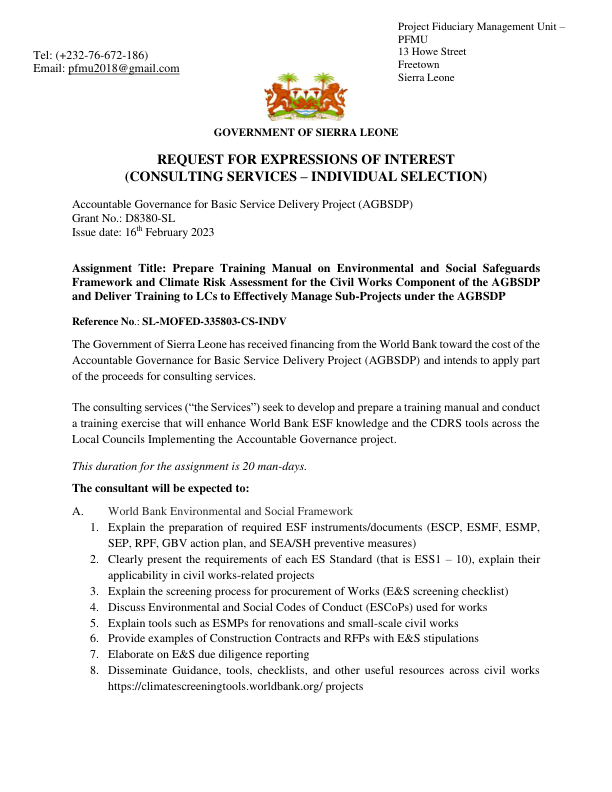 Project Fiduciary Management Unit –
PFMU
13 Howe Street
Freetown
Sierra Leone
Tel: (+232-76-672-186)
Email: pfmu2018@gmail.com
GOVERNMENT OF SIERRA LEONE
REQUEST FOR EXPRESSIONS OF INTEREST
(CONSULTING SERVICES – INDIVIDUAL SELECTION)
Accountable Governance for Basic Service Delivery Project (AGBSDP)
Grant No.: D8380-SL
Issue date: 16th February 2023
Assignment Title: Prepare Training Manual on Environmental and Social Safeguards
Framework and Climate Risk Assessment for the Civil Works Component of the AGBSDP
and Deliver Training to LCs to Effectively Manage Sub-Projects under the AGBSDP
Reference No.: SL-MOFED-335803-CS-INDV
The Government of Sierra Leone has received financing from the World Bank toward the cost of the
Accountable Governance for Basic Service Delivery Project (AGBSDP) and intends to apply part
of the proceeds for consulting services.
The consulting services (“the Services”) seek to develop and prepare a training manual and conduct
a training exercise that will enhance World Bank ESF knowledge and the CDRS tools across the
Local Councils Implementing the Accountable Governance project.
This duration for the assignment is 20 man-days.
The consultant will be expected to:
A. World Bank Environmental and Social Framework
1. Explain the preparation of required ESF instruments/documents (ESCP, ESMF, ESMP,
SEP, RPF, GBV action plan, and SEA/SH preventive measures)
2. Clearly present the requirements of each ES Standard (that is ESS1 – 10), explain their
applicability in civil works-related projects
3. Explain the screening process for procurement of Works (E&S screening checklist)
4. Discuss Environmental and Social Codes of Conduct (ESCoPs) used for works
5. Explain tools such as ESMPs for renovations and small-scale civil works
6. Provide examples of Construction Contracts and RFPs with E&S stipulations
7. Elaborate on E&S due diligence reporting
8. Disseminate Guidance, tools, checklists, and other useful resources across civil works
https://climatescreeningtools.worldbank.org/ projects